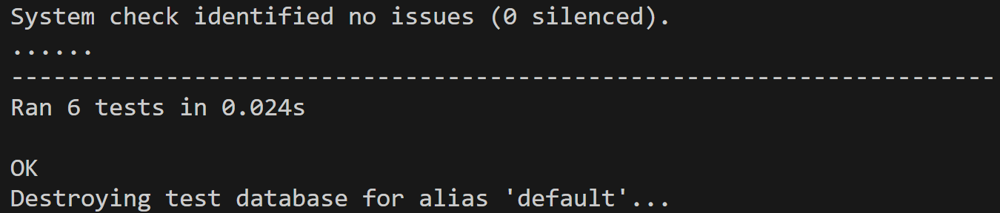 System check identified no issues (0 silenced).
......
----------------------------------------------------------------------
Ran 6 tests in 0.024s

OK
Destroying test database for alias 'default'...